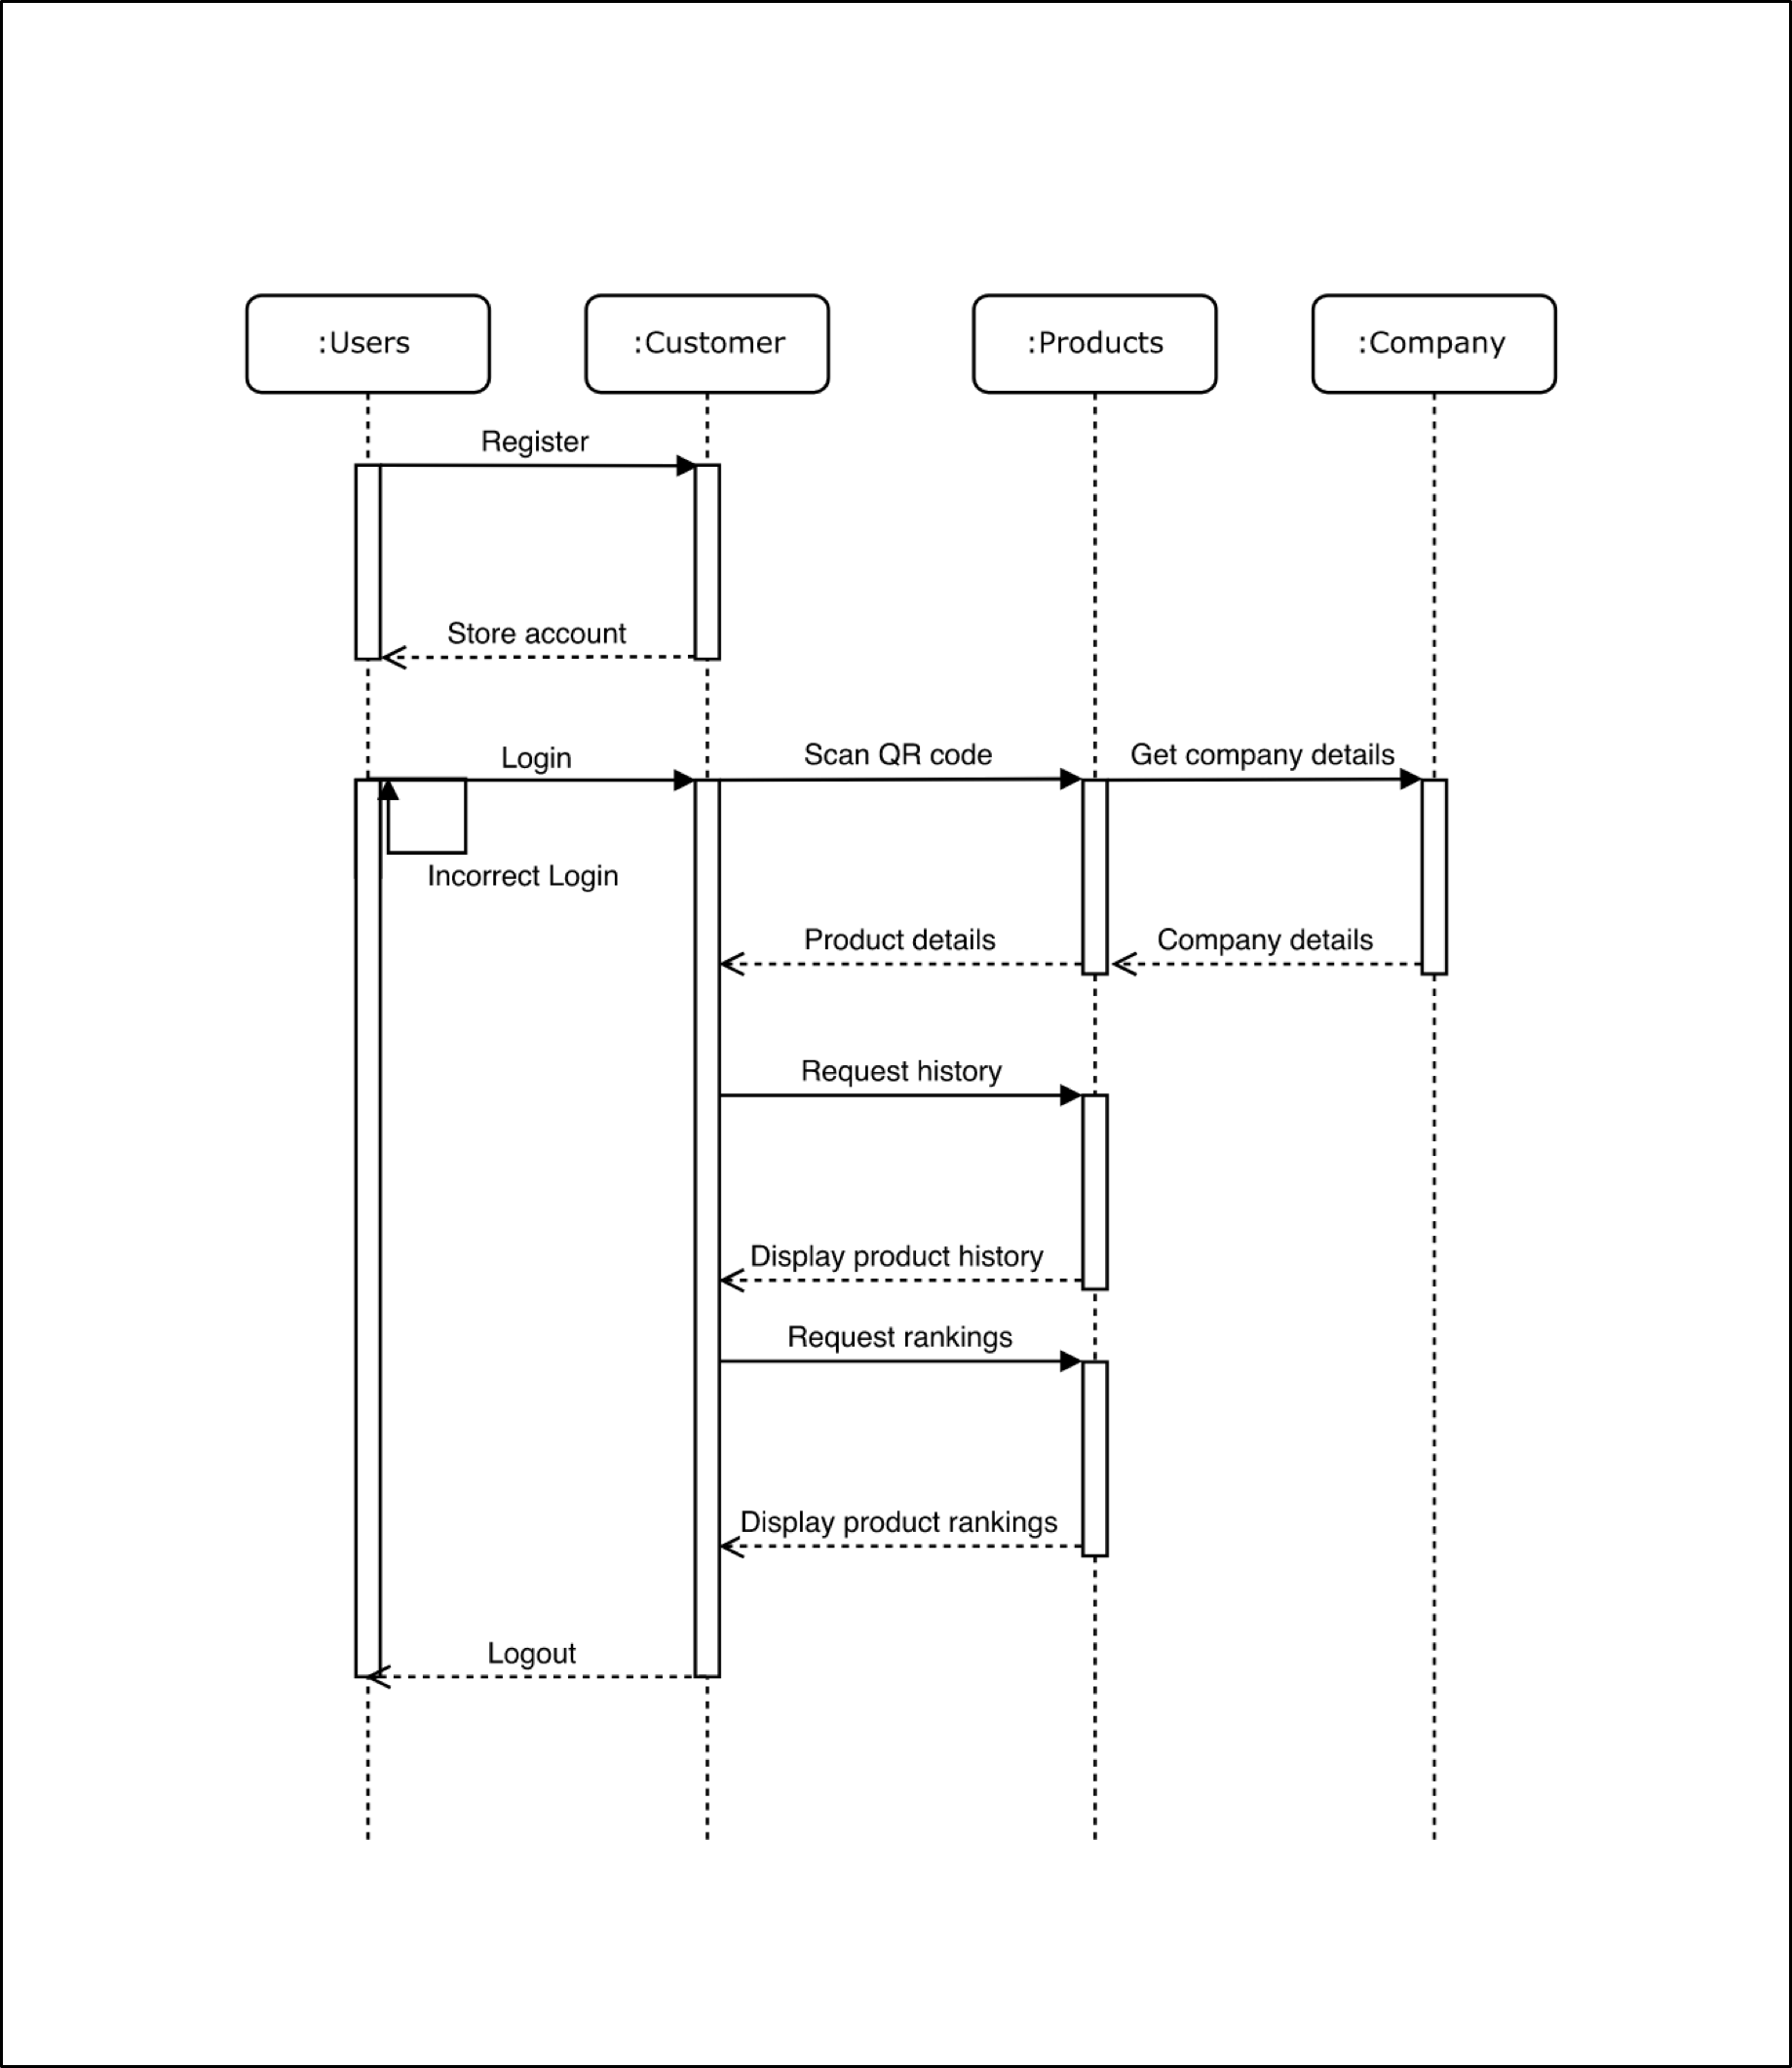 :Users
:Customer
:Products
:Company
Register
Store account
Login
Scan QR code
Get company details
Incorrect Login
Product details
Company details
Request history
Display product history
Request rankings
Display product rankings
Logout